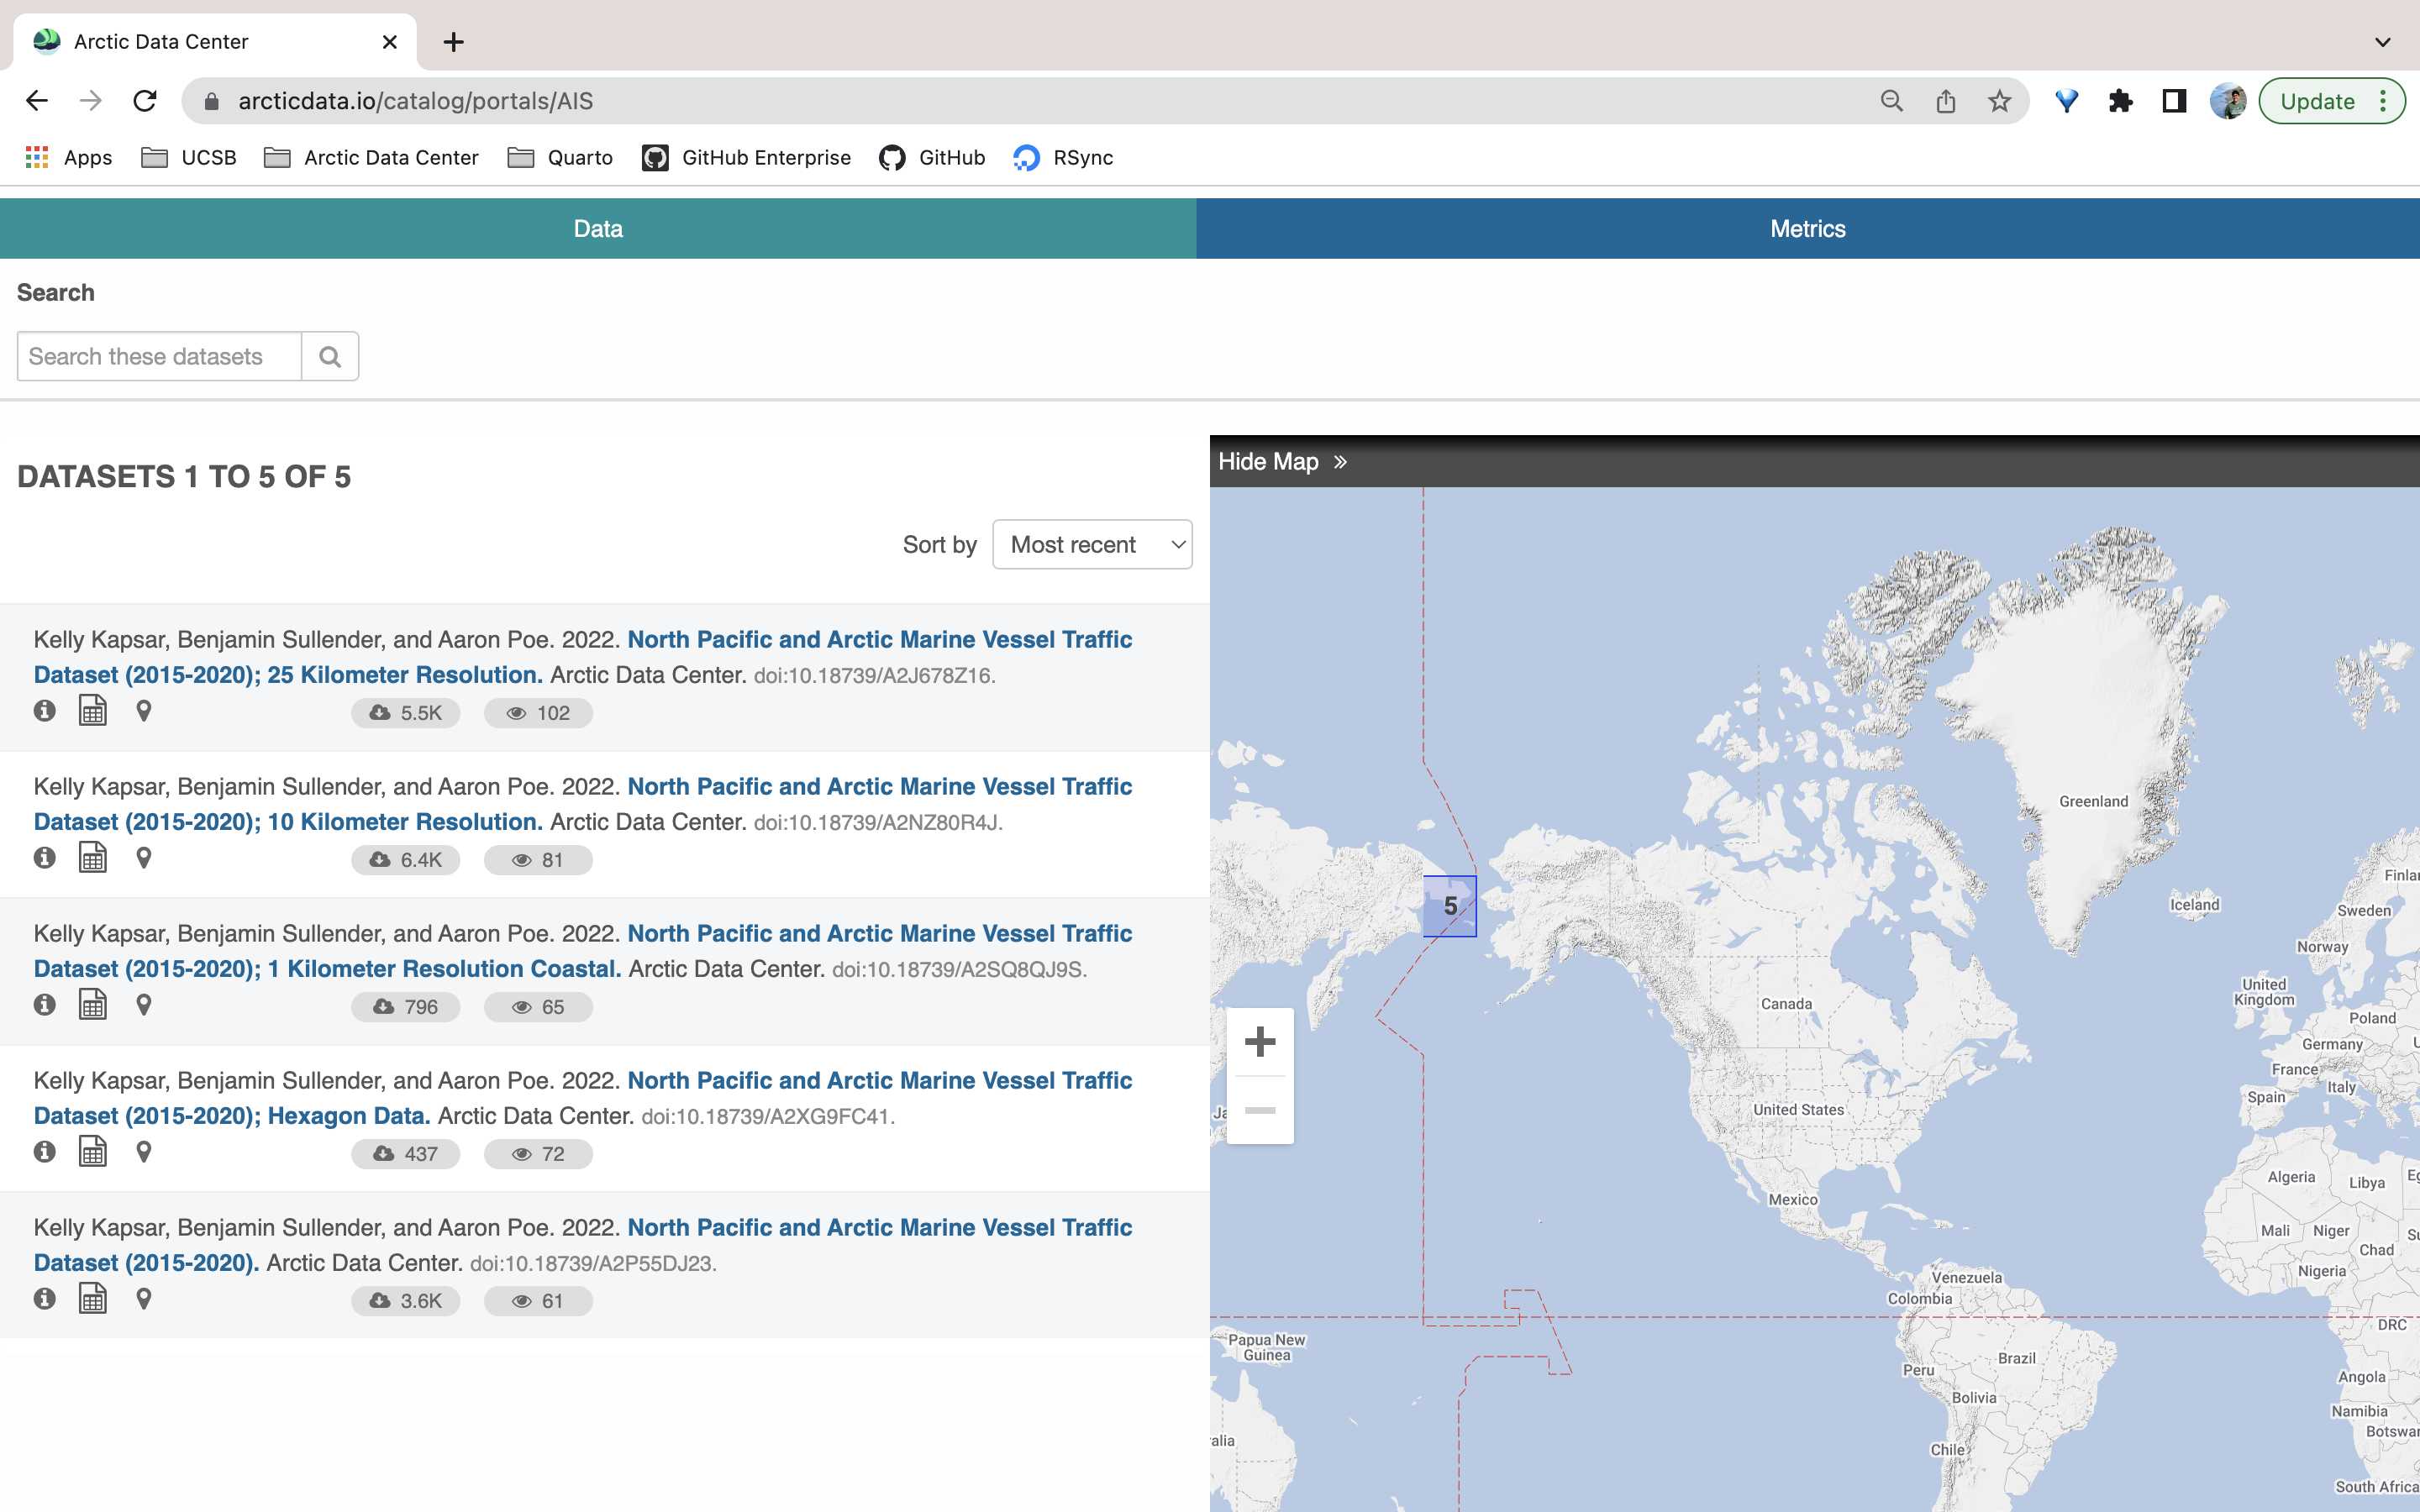 Arctic Data Center
arcticdata.io/catalog/portals/AIS
Update
Apps
UCSB
Arctic Data Center
Quarto
GitHub Enterprise
GitHub
RSync
Data
Metrics
Search
Search these datasets
DATASETS 1 TO 5 OF 5
Sort by
Most recent
Kelly Kapsar, Benjamin Sullender, and Aaron Poe. 2022. North Pacific and Arctic Marine Vessel Traffic
Dataset (2015-2020); 25 Kilometer Resolution. Arctic Data Center. doi:10.18739/A2J678Z16.
5.5K
102
Kelly Kapsar, Benjamin Sullender, and Aaron Poe. 2022. North Pacific and Arctic Marine Vessel Traffic
Dataset (2015-2020); 10 Kilometer Resolution. Arctic Data Center. doi:10.18739/A2NZ80R4J.
6.4K
81
Kelly Kapsar, Benjamin Sullender, and Aaron Poe. 2022. North Pacific and Arctic Marine Vessel Traffic
Dataset (2015-2020); 1 Kilometer Resolution Coastal. Arctic Data Center. doi:10.18739/A2SQ8QJ9S.
796
65
Kelly Kapsar, Benjamin Sullender, and Aaron Poe. 2022. North Pacific and Arctic Marine Vessel Traffic
Dataset (2015-2020); Hexagon Data. Arctic Data Center. doi:10.18739/A2XG9FC41.
437
72
Kelly Kapsar, Benjamin Sullender, and Aaron Poe. 2022. North Pacific and Arctic Marine Vessel Traffic
Dataset (2015-2020). Arctic Data Center. doi:10.18739/A2P55DJ23.
3.6K
61
Hide Map »
Greenland
5
Finlan
Iceland
Sweden
Norway
United
Kingdom
Canada
Poland
Germany
France
Italy
Spain
Ja
United States
Algeria
Libya
Eg
Mexico
Mali
Niger
Su
Chad
Nigeria
Venezuela
Colombia
DRC
Papua New
Guinea
Brazil
Peru
Angola
Bolivia
Namibia
Botswan
ralia
Chile
South Africa